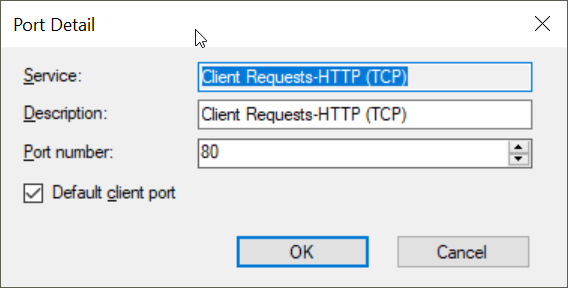 Port Detail
Service: Client Requests-HTTP (TCP)
Description: Client Requests-HTTP (TCP)
Port number: 80
Default client port
OK Cancel